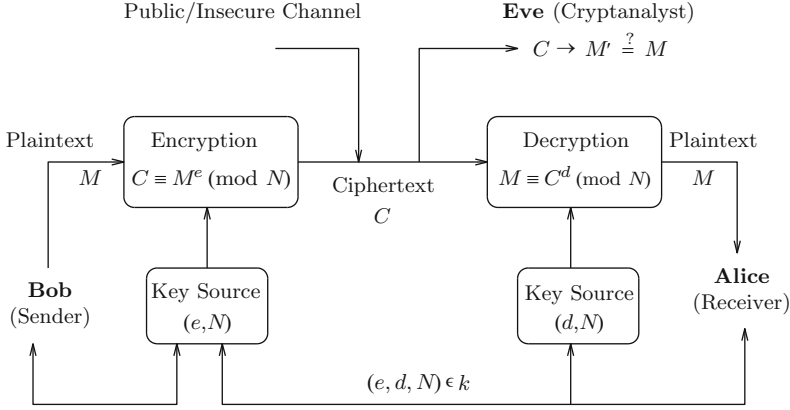 Public/Insecure Channel
Eve (Cryptanalyst)
C → M′ ≟ M
Plaintext
M
Encryption
C ≡ M^e (mod N)
Ciphertext
C
Decryption
M ≡ C^d (mod N)
Plaintext
M
Bob
(Sender)
Key Source
(e,N)
Key Source
(d,N)
Alice
(Receiver)
(e, d, N) ϵ k